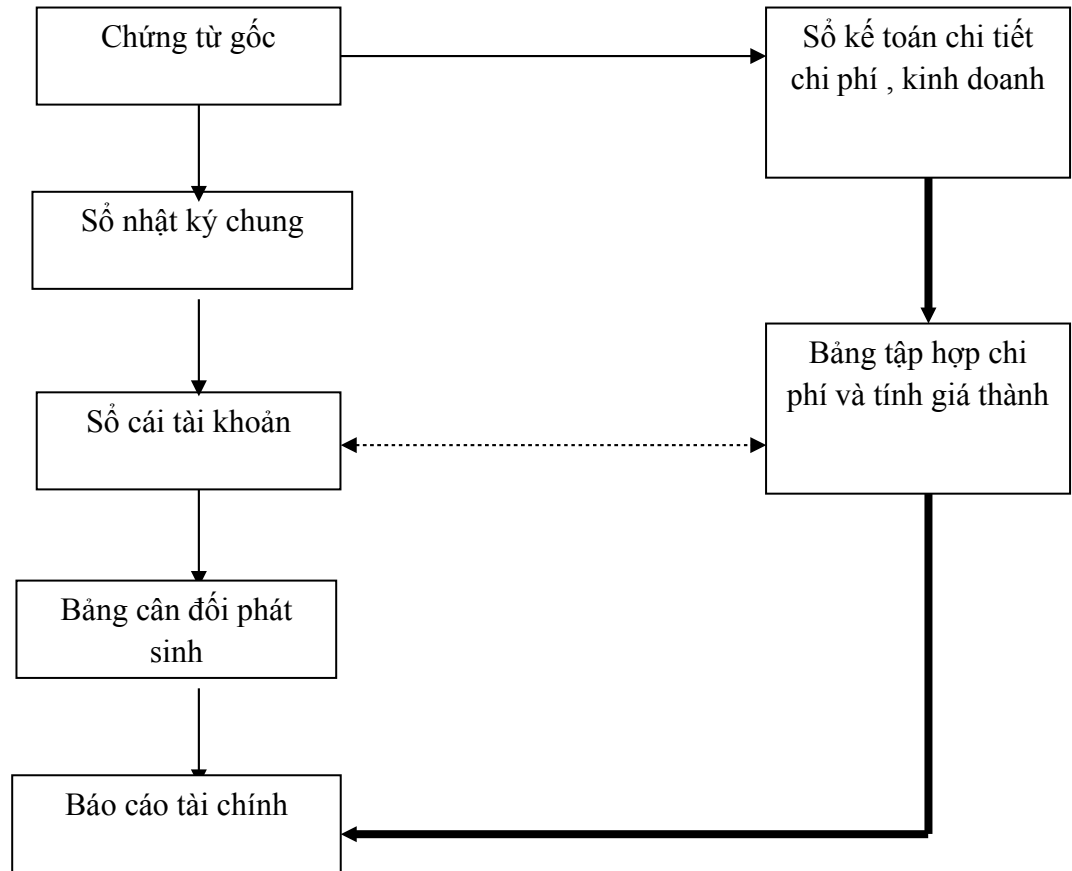 Chứng từ gốc
Sổ kế toán chi tiết
chi phí , kinh doanh
Sổ nhật ký chung
Bảng tập hợp chi
phí và tính giá thành
Sổ cái tài khoản
Bảng cân đối phát
sinh
Báo cáo tài chính